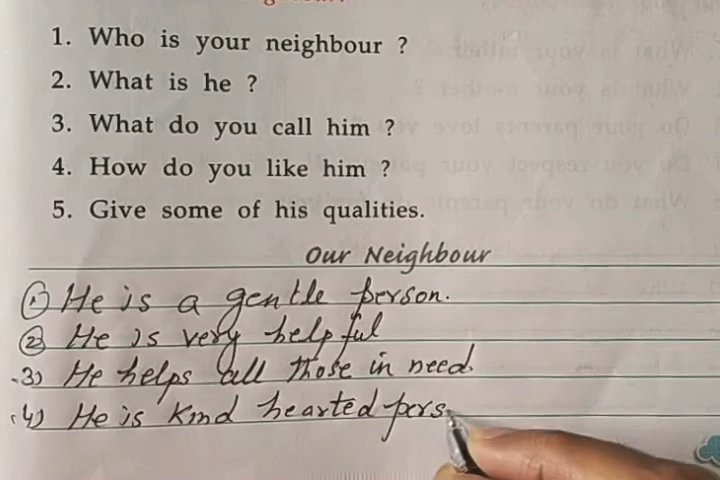 1. Who is your neighbour ?
2. What is he ?
3. What do you call him ?
4. How do you like him ?
5. Give some of his qualities.
Our Neighbour
① He is a gentle person.
② He is very helpful
3) He helps all those in need.
4) He is kind hearted pers